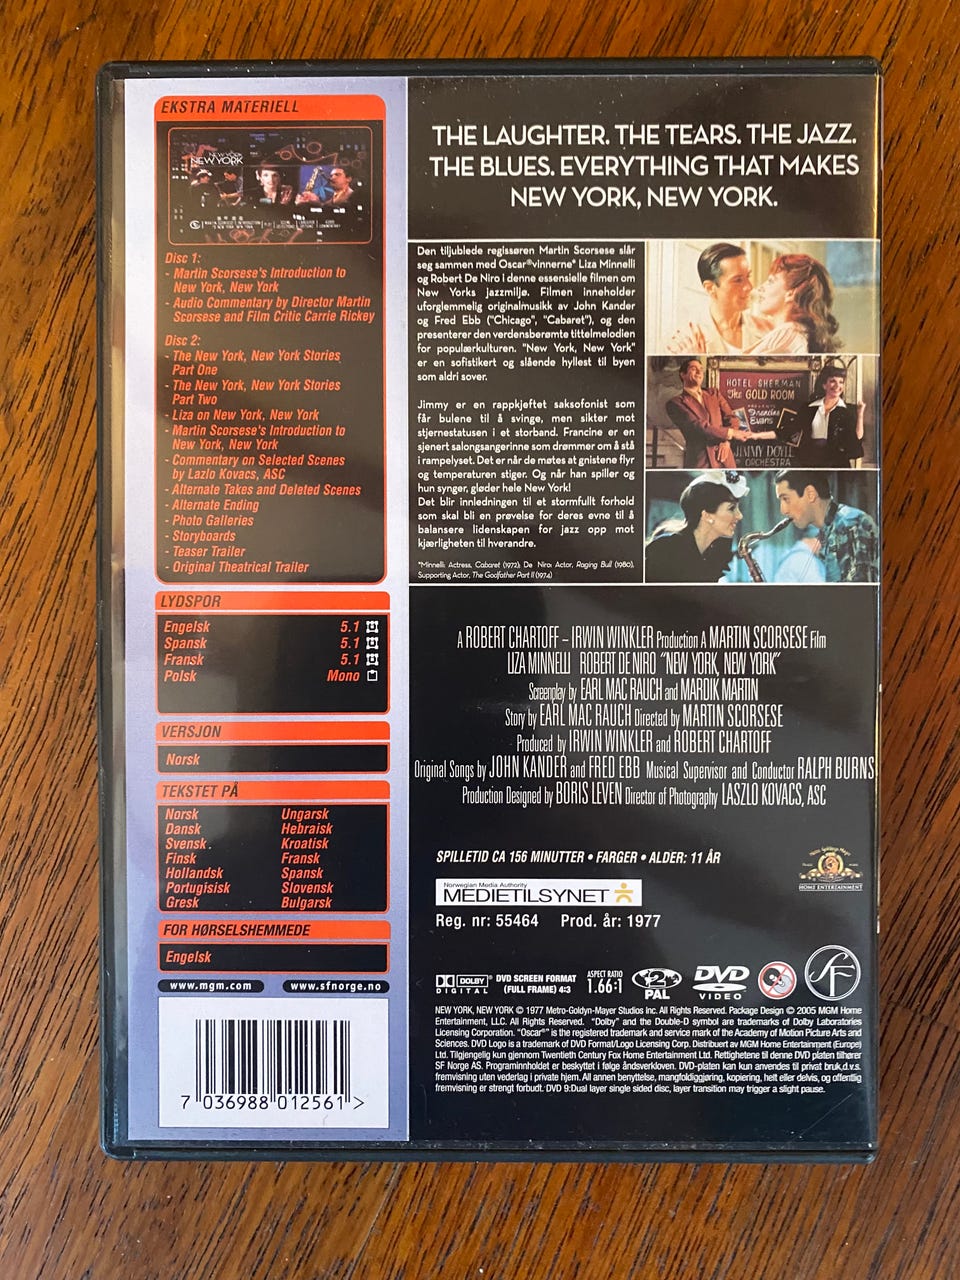 EKSTRA MATERIELL
NEW YORK
NEW YORK
Disc 1:
- Martin Scorsese's Introduction to
New York, New York
- Audio Commentary by Director Martin
Scorsese and Film Critic Carrie Rickey
Disc 2:
- The New York, New York Stories
Part One
- The New York, New York Stories
Part Two
- Liza on New York, New York
- Martin Scorsese's Introduction to
New York, New York
- Commentary on Selected Scenes
by Lazlo Kovacs, ASC
- Alternate Takes and Deleted Scenes
- Alternate Ending
- Photo Galleries
- Storyboards
- Teaser Trailer
- Original Theatrical Trailer
LYDSPOR
Engelsk 5.1
Spansk 5.1
Fransk 5.1
Polsk Mono
VERSJON
Norsk
TEKSTET PÅ
Norsk Ungarsk
Dansk Hebraisk
Svensk. Kroatisk
Finsk Fransk
Hollandsk Spansk
Portugisisk Slovensk
Gresk Bulgarsk
FOR HØRSELSHEMMEDE
Engelsk
www.mgm.com www.sfnorge.no
7 036988 012561 >
THE LAUGHTER. THE TEARS. THE JAZZ.
THE BLUES. EVERYTHING THAT MAKES
NEW YORK, NEW YORK.
Den tiljublede regissøren Martin Scorsese slår
seg sammen med Oscar®vinnerne* Liza Minnelli
og Robert De Niro i denne essensielle filmen om
New Yorks jazzmiljø. Filmen inneholder
uforglemmelig originalmusikk av John Kander
og Fred Ebb ("Chicago", "Cabaret"), og den
presenterer den verdensberømte tittelmelodien
for populærkulturen. "New York, New York"
er en sofistikert og slående hyllest til byen
som aldri sover.
Jimmy er en rappkjeftet saksofonist som
får bulene til å svinge, men sikter mot
stjernestatusen i et storband. Francine er en
sjenert salongsangerinne som drømmer om å stå
i rampelyset. Det er når de møtes at gnistene flyr
og temperaturen stiger. Og når han spiller og
hun synger, gløder hele New York!
Det blir innledningen til et stormfullt forhold
som skal bli en prøvelse for deres evne til å
balansere lidenskapen for jazz opp mot
kjærligheten til hverandre.
*Minnelli: Actress, Cabaret (1972); De Niro: Actor, Raging Bull (1980),
Supporting Actor, The Godfather Part II (1974)
HOTEL SHERMAN
The GOLD ROOM
PRESENTS
Francine
Evans
JIMMY DOYLE
ORCHESTRA
A ROBERT CHARTOFF – IRWIN WINKLER Production A MARTIN SCORSESE Film
LIZA MINNELLI ROBERT DE NIRO "NEW YORK, NEW YORK"
Screenplay by EARL MAC RAUCH and MARDIK MARTIN
Story by EARL MAC RAUCH Directed by MARTIN SCORSESE
Produced by IRWIN WINKLER and ROBERT CHARTOFF
Original Songs by JOHN KANDER and FRED EBB Musical Supervisor and Conductor RALPH BURNS
Production Designed by BORIS LEVEN Director of Photography LASZLO KOVACS, ASC
SPILLETID CA 156 MINUTTER • FARGER • ALDER: 11 ÅR
Norwegian Media Authority
MEDIETILSYNET
Reg. nr: 55464 Prod. år: 1977
HOME ENTERTAINMENT
DOLBY
DIGITAL
DVD SCREEN FORMAT
(FULL FRAME) 4:3
ASPECT RATIO
1.66:1
2
PAL
DVD
VIDEO
SF
NEW YORK, NEW YORK © 1977 Metro-Goldyn-Mayer Studios Inc. All Rights Reserved. Package Design © 2005 MGM Home
Entertainment, LLC. All Rights Reserved. "Dolby" and the Double-D symbol are trademarks of Dolby Laboratories
Licensing Corporation. "Oscar®" is the registered trademark and service mark of the Academy of Motion Picture Arts and
Sciences. DVD Logo is a trademark of DVD Format/Logo Licensing Corp. Distribuert av MGM Home Entertainment (Europe)
Ltd. Tilgjengelig kun gjennom Twentieth Century Fox Home Entertainment Ltd. Rettighetene til denne DVD platen tilhører
SF Norge AS. Programinnholdet er beskyttet i følge åndsverkloven. DVD-platen kan kun anvendes til privat bruk,d.v.s.
fremvisning uten vederlag i private hjem. All annen benyttelse, mangfoldiggjøring, kopiering, helt eller delvis, og offentlig
fremvisning er strengt forbudt. DVD 9:Dual layer single sided disc, layer transition may trigger a slight pause.